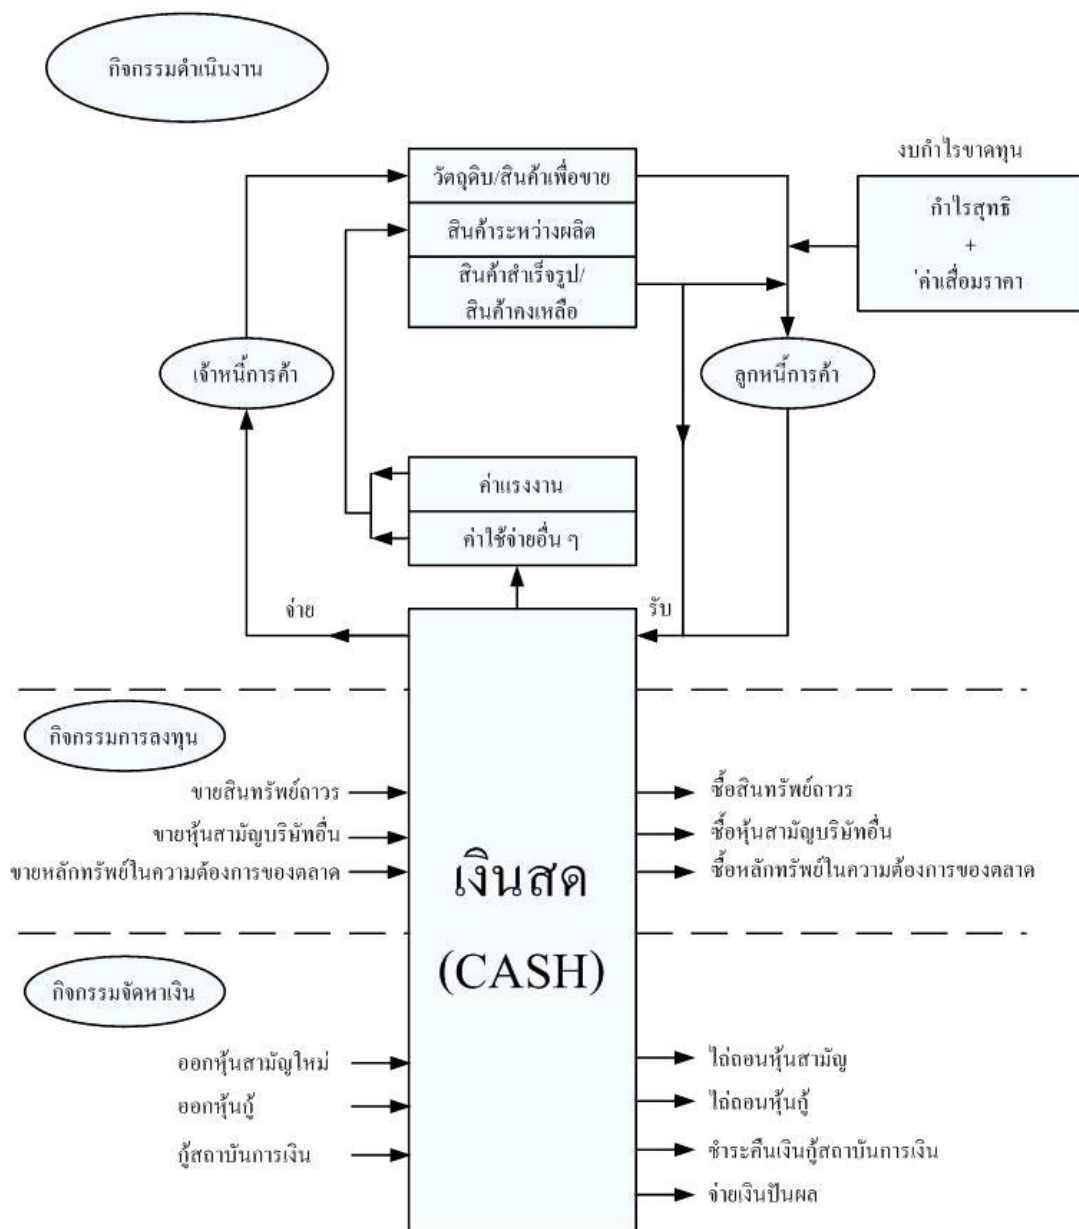 กิจกรรมดำเนินงาน
งบกำไรขาดทุน
วัตถุดิบ/สินค้าเพื่อขาย
สินค้าระหว่างผลิต
สินค้าสำเร็จรูป/
สินค้าคงเหลือ
กำไรสุทธิ
+
่ค่าเสื่อมราคา
เจ้าหนี้การค้า
ลูกหนี้การค้า
ค่าแรงงาน
ค่าใช้จ่ายอื่น ๆ
จ่าย
รับ
กิจกรรมการลงทุน
ขายสินทรัพย์ถาวร
ขายหุ้นสามัญบริษัทอื่น
ขายหลักทรัพย์ในความต้องการของตลาด
ซื้อสินทรัพย์ถาวร
ซื้อหุ้นสามัญบริษัทอื่น
ซื้อหลักทรัพย์ในความต้องการของตลาด
เงินสด
(CASH)
กิจกรรมจัดหาเงิน
ออกหุ้นสามัญใหม่
ออกหุ้นกู้
กู้สถาบันการเงิน
ไถ่ถอนหุ้นสามัญ
ไถ่ถอนหุ้นกู้
ชำระคืนเงินกู้สถาบันการเงิน
จ่ายเงินปันผล